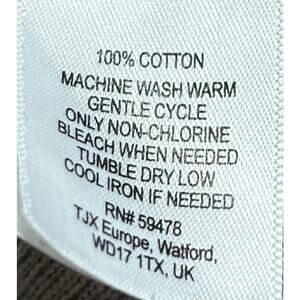 100% COTTON
MACHINE WASH WARM
GENTLE CYCLE
ONLY NON-CHLORINE
BLEACH WHEN NEEDED
TUMBLE DRY LOW
COOL IRON IF NEEDED
RN# 59478
TJX Europe, Watford,
WD17 1TX, UK